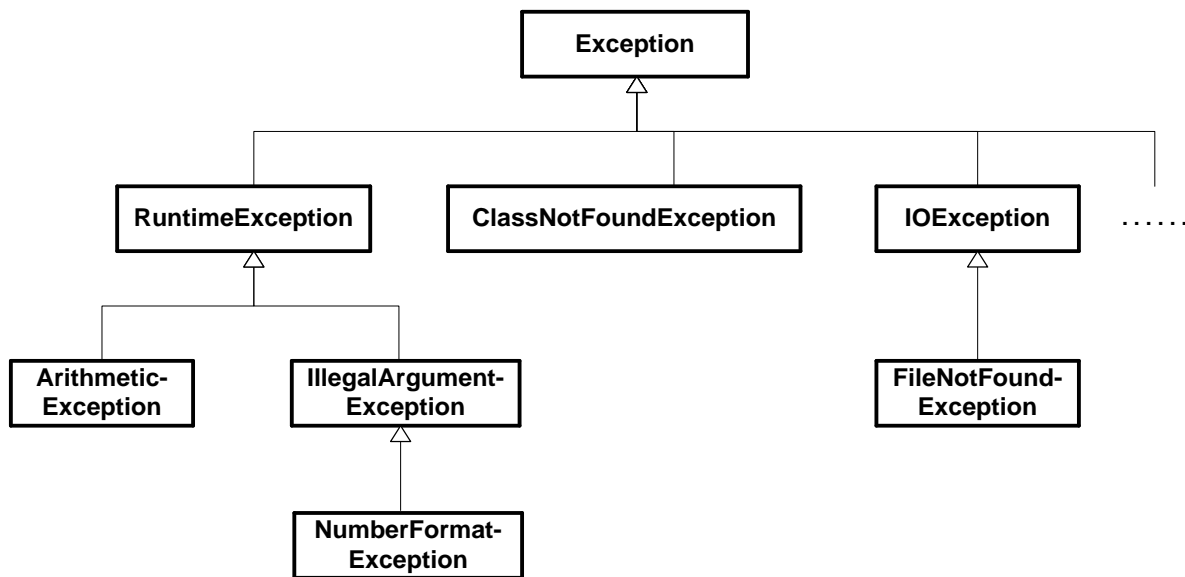 Exception
RuntimeException
ClassNotFoundException
IOException
. . . . . .
Arithmetic-
Exception
IllegalArgument-
Exception
FileNotFound-
Exception
NumberFormat-
Exception